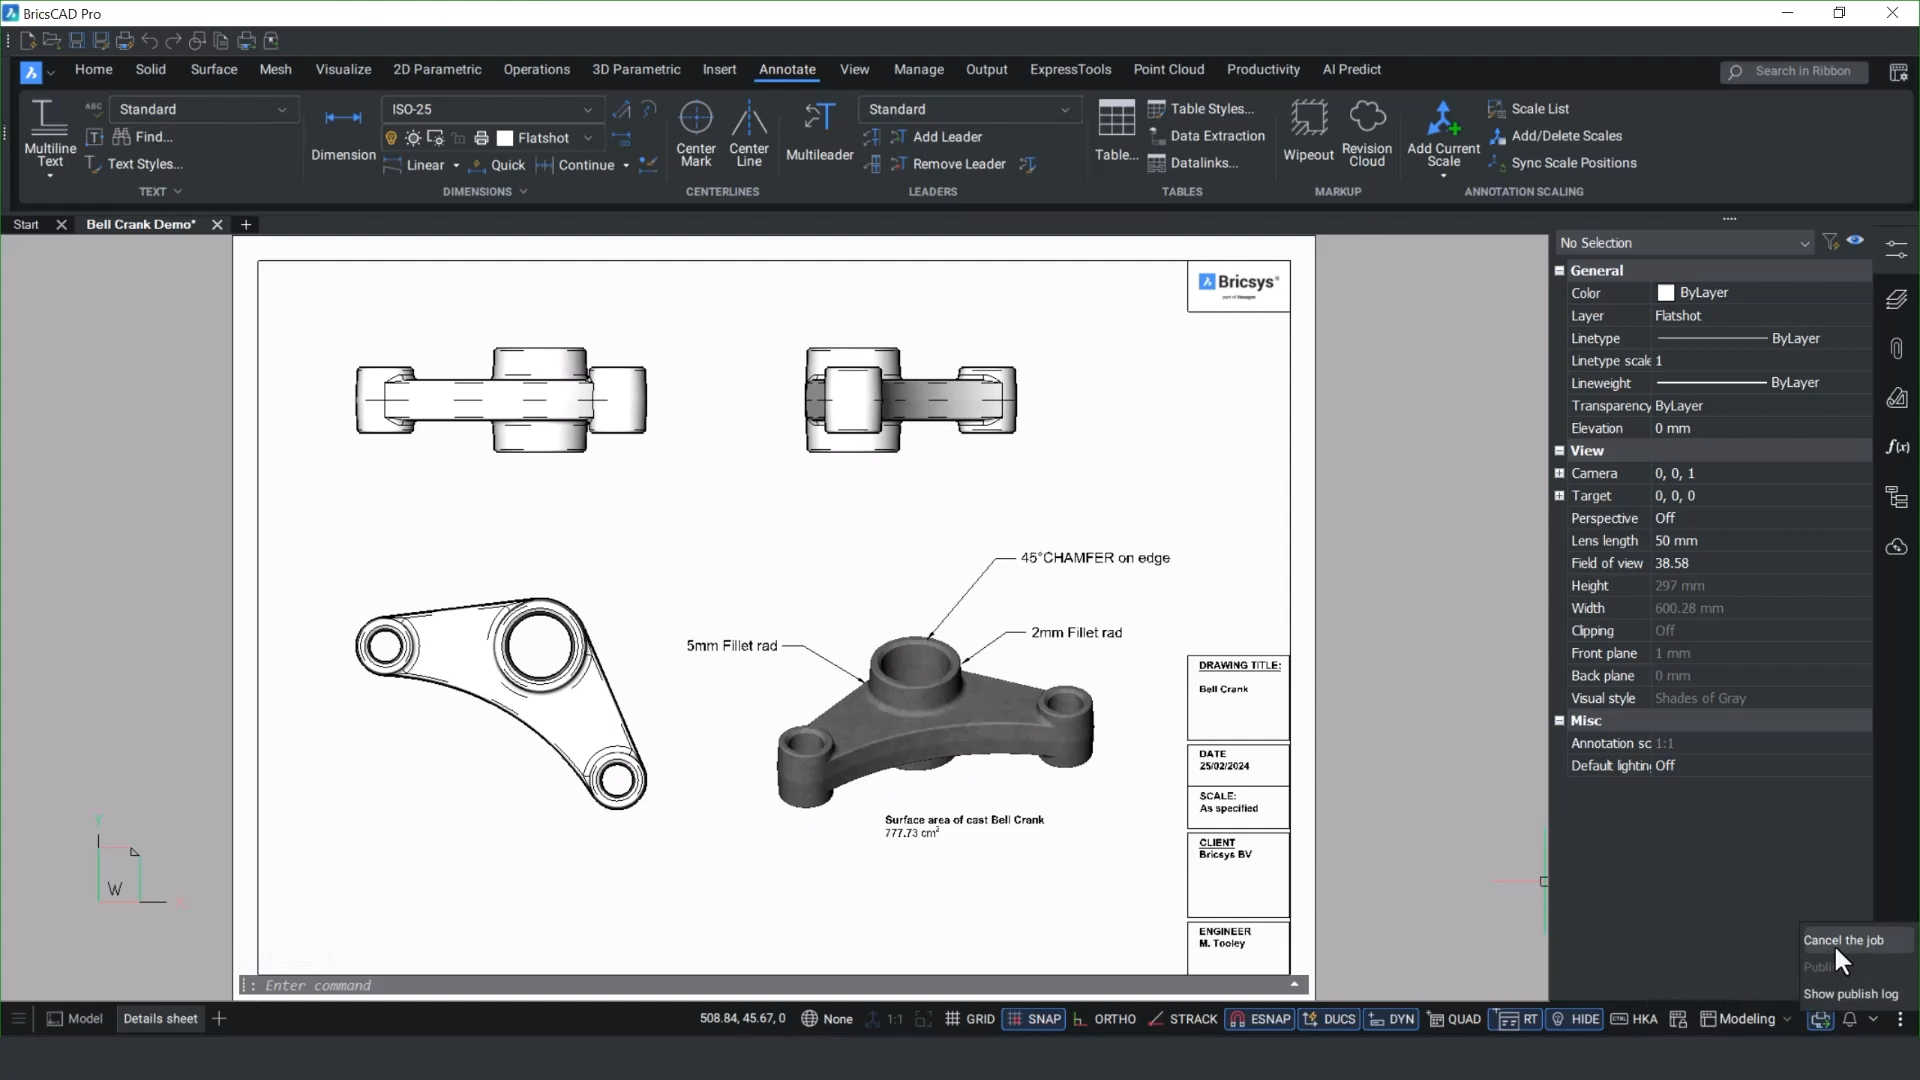 BricsCAD Pro
Home Solid Surface Mesh Visualize 2D Parametric Operations 3D Parametric Insert Annotate View Manage Output ExpressTools Point Cloud Productivity AI Predict
Search in Ribbon
Multiline Text
ABC
Standard
Find...
Text Styles...
TEXT
Dimension
ISO-25
Flatshot
Linear Quick Continue
DIMENSIONS
Center Mark
Center Line
CENTERLINES
Multileader
Standard
Add Leader
Remove Leader
LEADERS
Table...
Table Styles...
Data Extraction
Datalinks...
TABLES
Wipeout
Revision Cloud
MARKUP
Add Current Scale
Scale List
Add/Delete Scales
Sync Scale Positions
ANNOTATION SCALING
Start
Bell Crank Demo*
Bricsys®
part of Hexagon
45°CHAMFER on edge
2mm Fillet rad
5mm Fillet rad
Surface area of cast Bell Crank
777.73 cm²
DRAWING TITLE:
Bell Crank
DATE
25/02/2024
SCALE:
As specified
CLIENT
Bricsys BV
ENGINEER
M. Tooley
W
: Enter command
No Selection
General
Color ByLayer
Layer Flatshot
Linetype ByLayer
Linetype scale 1
Lineweight ByLayer
Transparency ByLayer
Elevation 0 mm
View
Camera 0, 0, 1
Target 0, 0, 0
Perspective Off
Lens length 50 mm
Field of view 38.58
Height 297 mm
Width 600.28 mm
Clipping Off
Front plane 1 mm
Back plane 0 mm
Visual style Shades of Gray
Misc
Annotation sc 1:1
Default lighting Off
f(x)
Cancel the job
Publi
Show publish log
Model
Details sheet
508.84, 45.67, 0 None 1:1 GRID SNAP ORTHO STRACK ESNAP DUCS DYN QUAD RT HIDE HKA Modeling